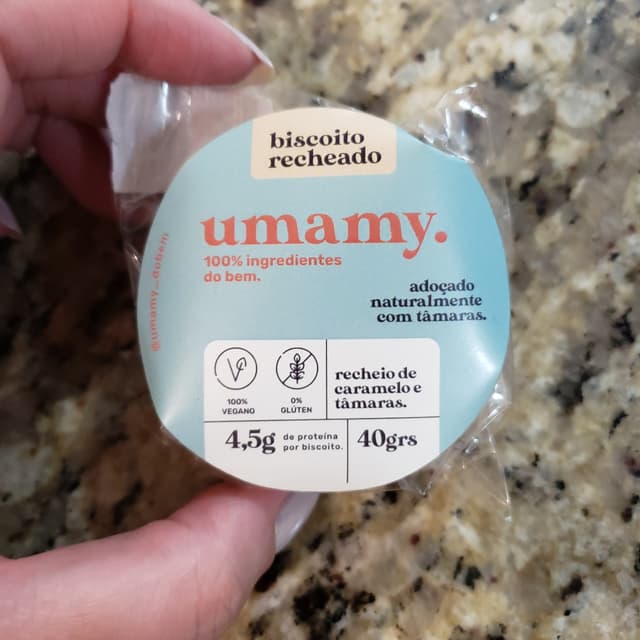 biscoito
recheado
umamy.
100% ingredientes
do bem.
@umamy_dobem
adoçado
naturalmente
com tâmaras.
100%
VEGANO
0%
GLÚTEN
recheio de
caramelo e
tâmaras.
4,5g de proteína
por biscoito.
40grs